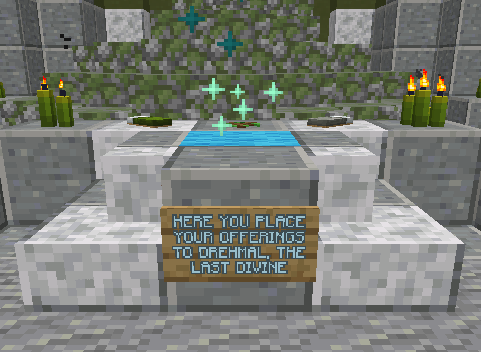 HERE YOU PLACE
YOUR OFFERINGS
TO DREHMAL, THE
LAST DIVINE